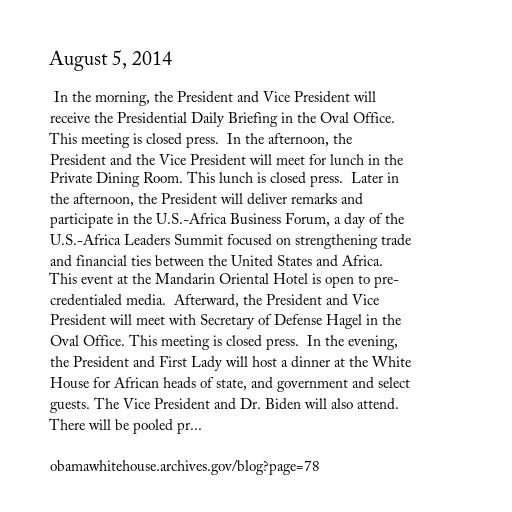 August 5, 2014
In the morning, the President and Vice President will
receive the Presidential Daily Briefing in the Oval Office.
This meeting is closed press.  In the afternoon, the
President and the Vice President will meet for lunch in the
Private Dining Room. This lunch is closed press.  Later in
the afternoon, the President will deliver remarks and
participate in the U.S.-Africa Business Forum, a day of the
U.S.-Africa Leaders Summit focused on strengthening trade
and financial ties between the United States and Africa.
This event at the Mandarin Oriental Hotel is open to pre-
credentialed media.  Afterward, the President and Vice
President will meet with Secretary of Defense Hagel in the
Oval Office. This meeting is closed press.  In the evening,
the President and First Lady will host a dinner at the White
House for African heads of state, and government and select
guests. The Vice President and Dr. Biden will also attend.
There will be pooled pr...
obamawhitehouse.archives.gov/blog?page=78